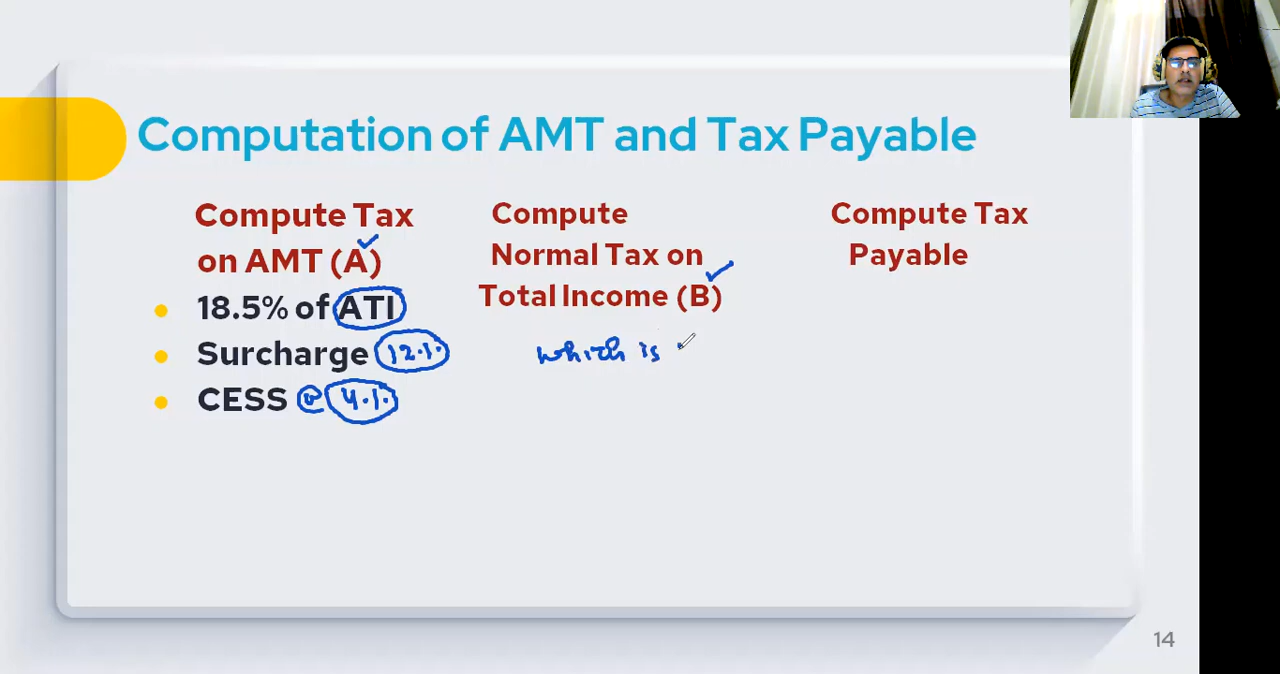 Computation of AMT and Tax Payable
Compute Tax
on AMT (A)
18.5% of ATI
Surcharge 12%
CESS @ 4%
Compute
Normal Tax on
Total Income (B)
which is
Compute Tax
Payable
14